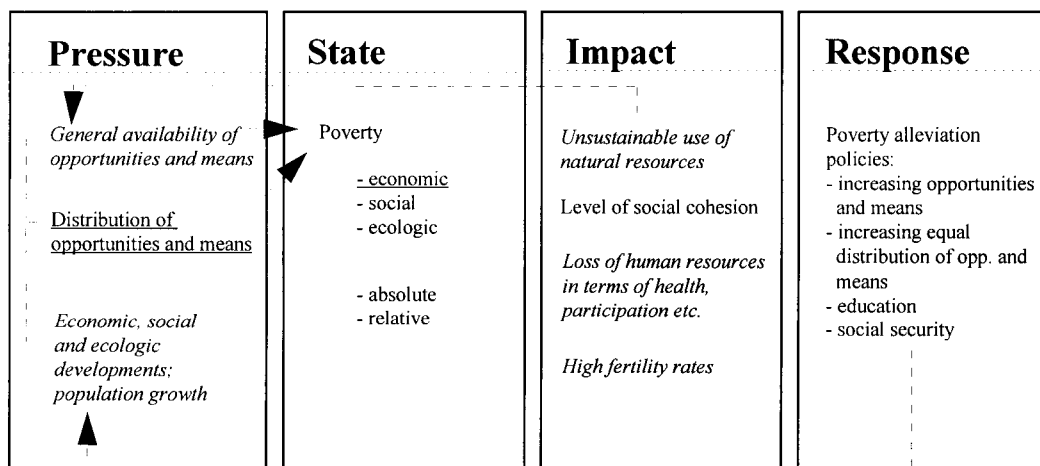 Pressure
General availability of
opportunities and means
Distribution of
opportunities and means
Economic, social
and ecologic
developments;
population growth
State
Poverty
- economic
- social
- ecologic
- absolute
- relative
Impact
Unsustainable use of
natural resources
Level of social cohesion
Loss of human resources
in terms of health,
participation etc.
High fertility rates
Response
Poverty alleviation
policies:
- increasing opportunities
and means
- increasing equal
distribution of opp. and
means
- education
- social security